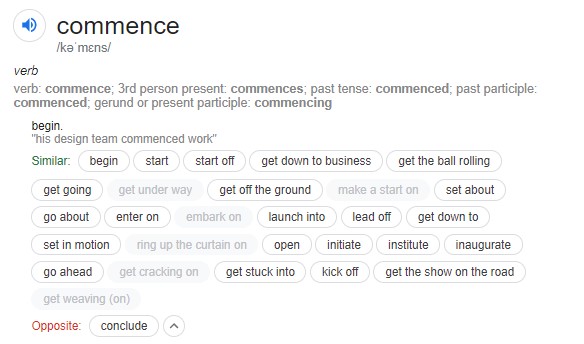 commence
/kəˈmɛns/
verb
verb: commence; 3rd person present: commences; past tense: commenced; past participle:
commenced; gerund or present participle: commencing
begin.
"his design team commenced work"
Similar: begin start start off get down to business get the ball rolling
get going get under way get off the ground make a start on set about
go about enter on embark on launch into lead off get down to
set in motion ring up the curtain on open initiate institute inaugurate
go ahead get cracking on get stuck into kick off get the show on the road
get weaving (on)
Opposite: conclude